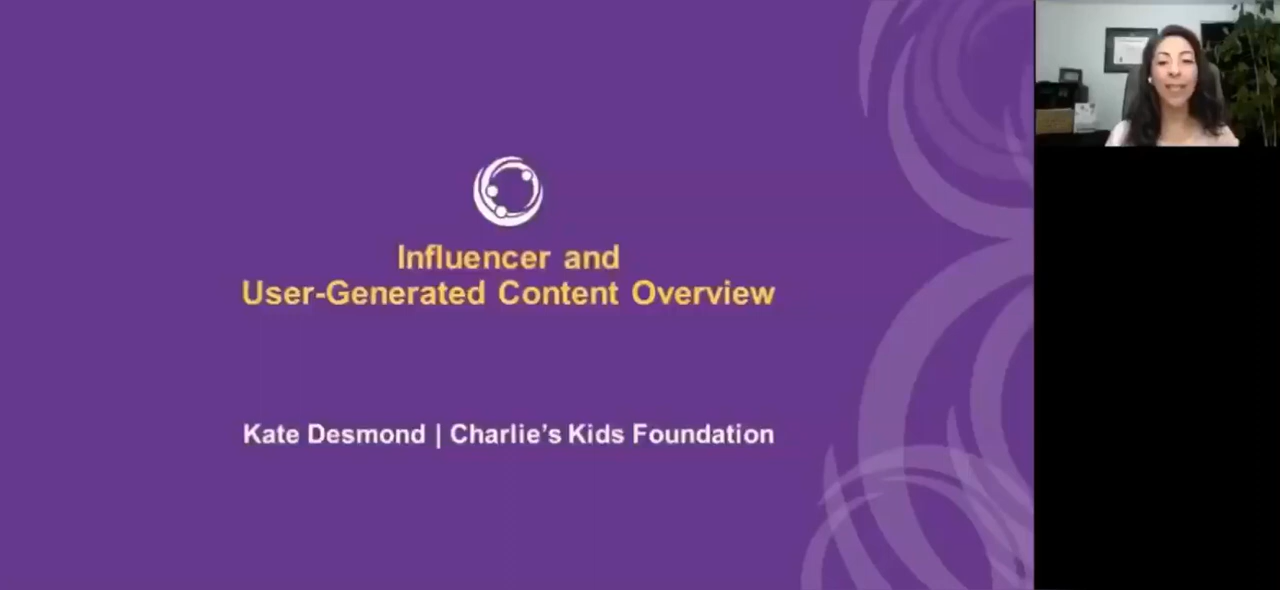 Influencer and
User-Generated Content Overview
Kate Desmond | Charlie's Kids Foundation